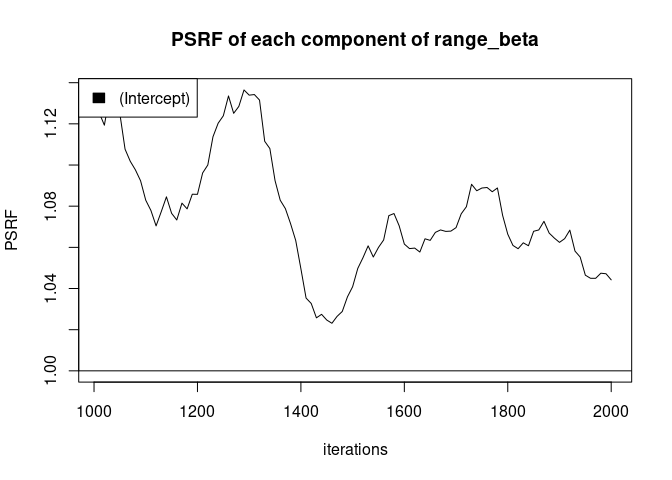 PSRF of each component of range_beta
(Intercept)
PSRF
1.12
1.08
1.04
1.00
1000 1200 1400 1600 1800 2000
iterations